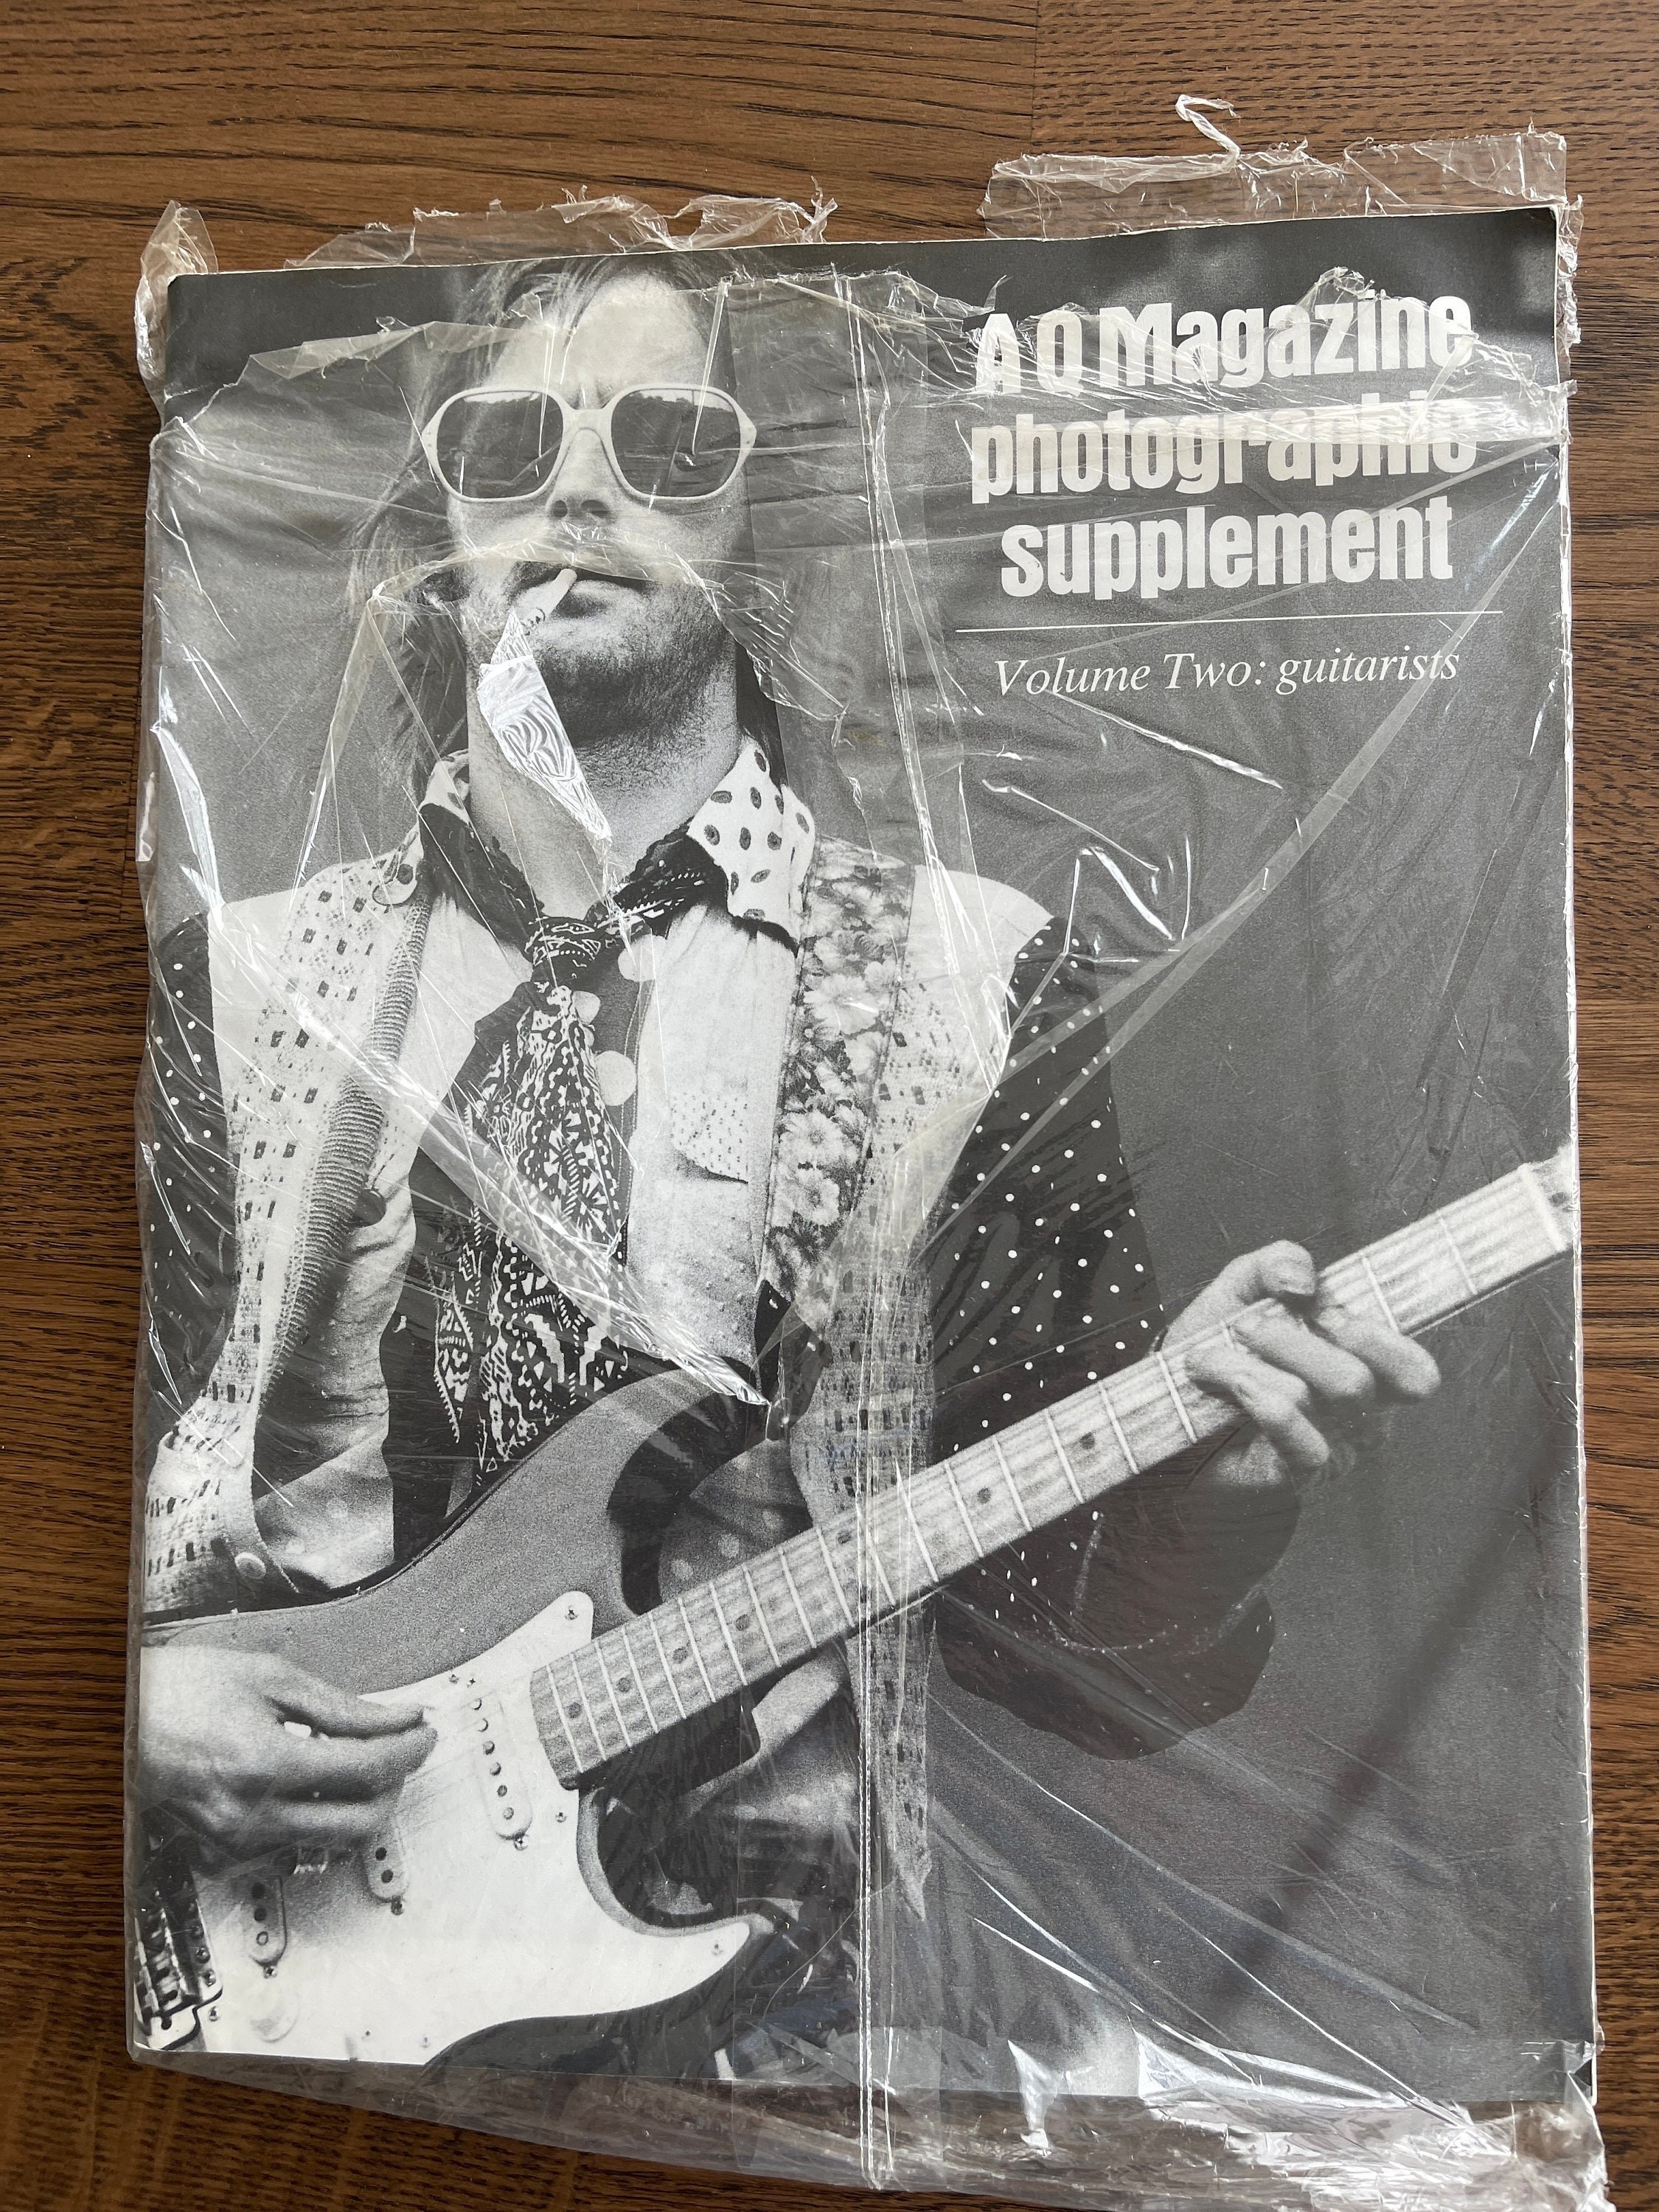 A Q Magazine
photographic
supplement
Volume Two: guitarists